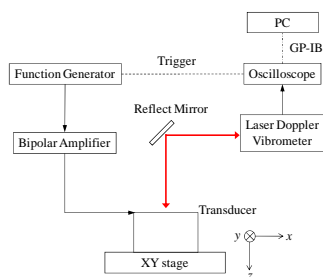 PC
GP-IB
Trigger
Function Generator
Oscilloscope
Reflect Mirror
Laser Doppler
Vibrometer
Bipolar Amplifier
Transducer
y
x
XY stage